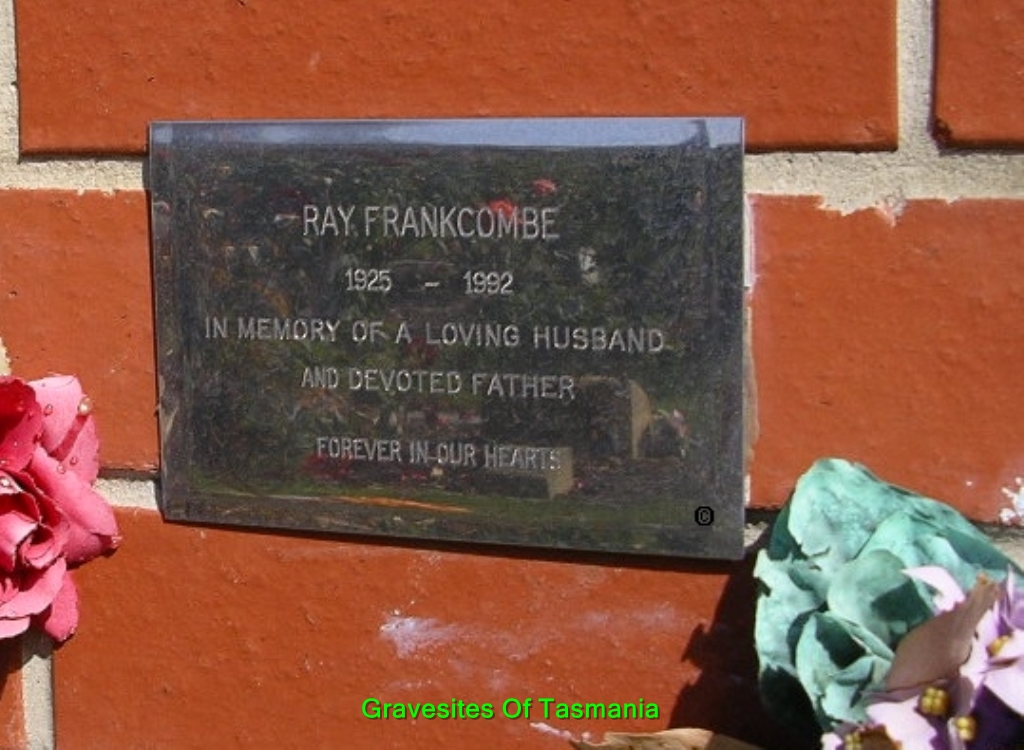 RAY FRANKCOMBE
1925 - 1992
IN MEMORY OF A LOVING HUSBAND
AND DEVOTED FATHER
FOREVER IN OUR HEARTS
©
Gravesites Of Tasmania